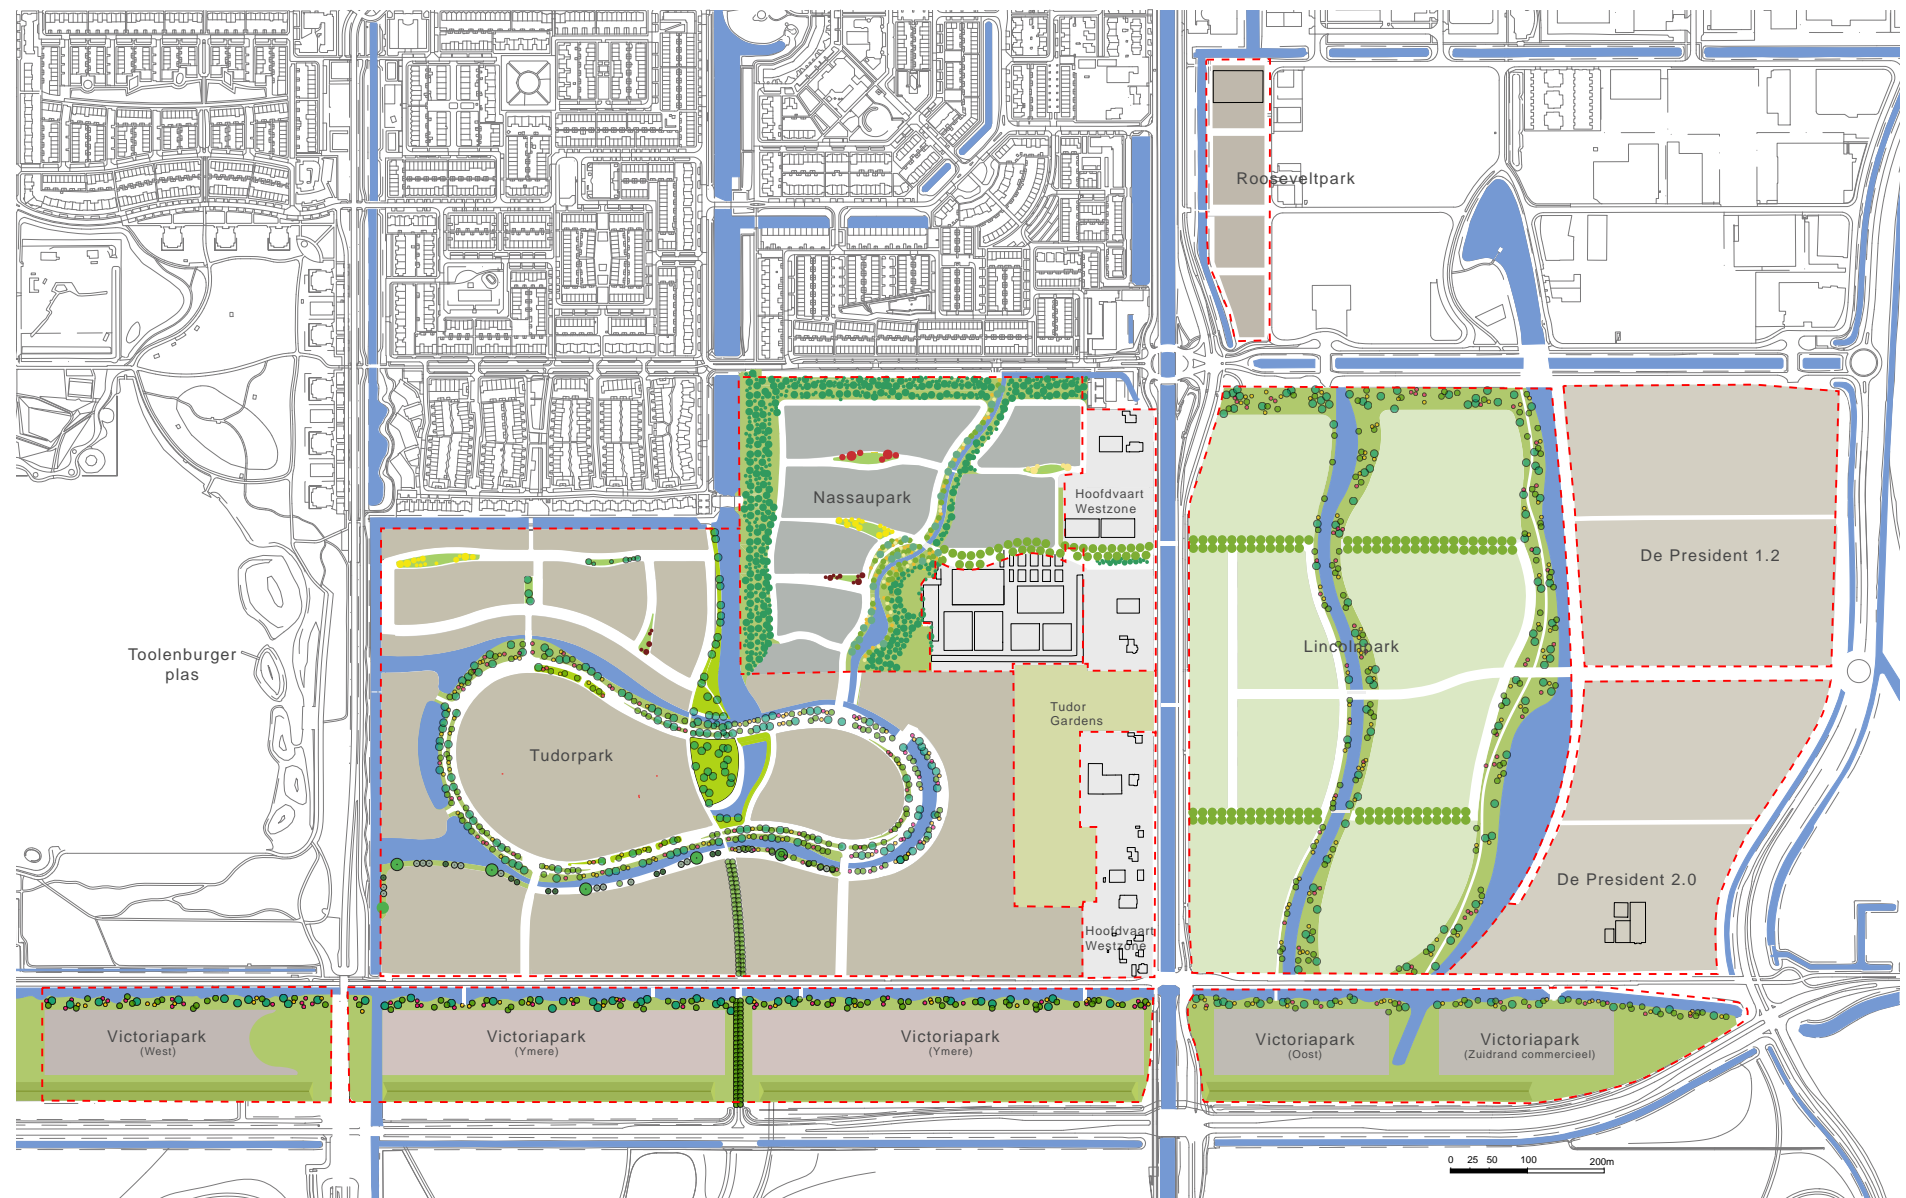 Rooseveltpark
Nassaupark
Hoofdvaart
Westzone
De President 1.2
Lincolnpark
Toolenburger
plas
Tudor
Gardens
Tudorpark
De President 2.0
Hoofdvaart
Westzone
Victoriapark
(West)
Victoriapark
(Ymere)
Victoriapark
(Ymere)
Victoriapark
(Oost)
Victoriapark
(Zuidrand commercieel)
0 25 50 100 200m